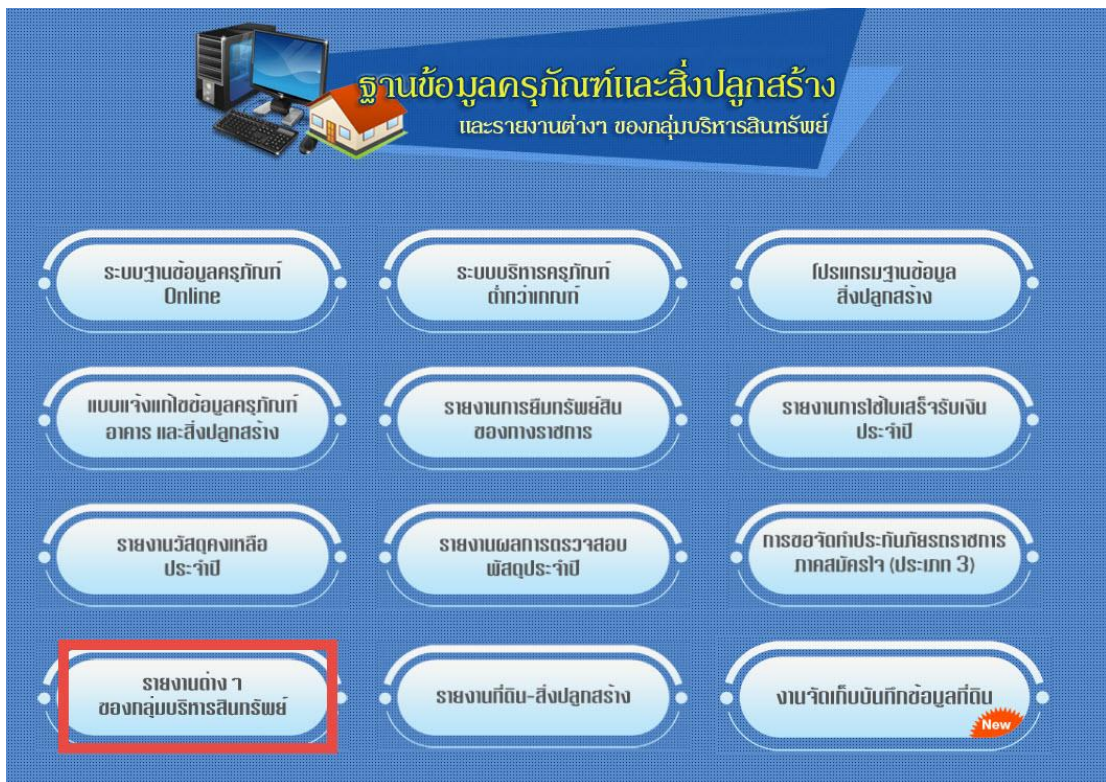 ฐานข้อมูลครุภัณฑ์และสิ่งปลูกสร้าง
และรายงานต่างๆ ของกลุ่มบริหารสินทรัพย์
ระบบฐานข้อมูลครุภัณฑ์
Online
ระบบบริหารครุภัณฑ์
ต่ำกว่าเกณฑ์
โปรแกรมฐานข้อมูล
สิ่งปลูกสร้าง
แบบแจ้งแก้ไขข้อมูลครุภัณฑ์
อาคาร และสิ่งปลูกสร้าง
รายงานการยืมทรัพย์สิน
ของทางราชการ
รายงานการใช้ใบเสร็จรับเงิน
ประจำปี
รายงานวัสดุคงเหลือ
ประจำปี
รายงานผลการตรวจสอบ
พัสดุประจำปี
การขอจัดทำประกันภัยรถราชการ
ภาคสมัครใจ (ประเภท 3)
รายงานต่าง ๆ
ของกลุ่มบริหารสินทรัพย์
รายงานที่ดิน-สิ่งปลูกสร้าง
งานจัดเก็บบันทึกข้อมูลที่ดิน
New